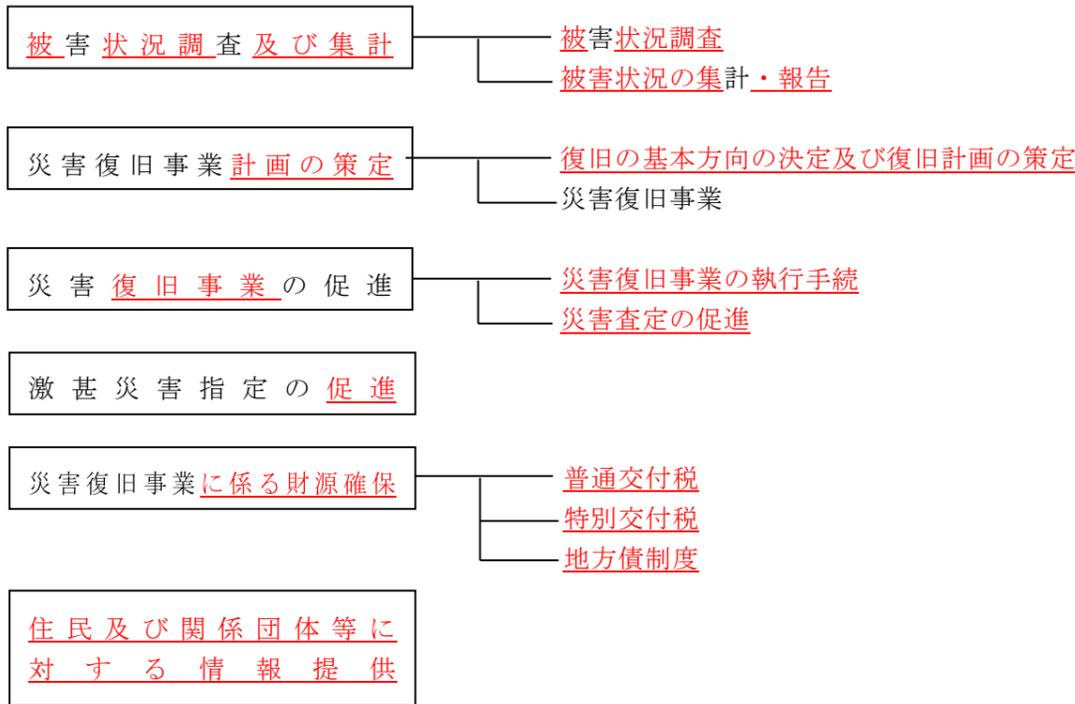 被害状況調査及び集計
被害状況調査
被害状況の集計・報告
災害復旧事業計画の策定
復旧の基本方向の決定及び復旧計画の策定
災害復旧事業
災害復旧事業の促進
災害復旧事業の執行手続
災害査定の促進
激甚災害指定の促進
災害復旧事業に係る財源確保
普通交付税
特別交付税
地方債制度
住民及び関係団体等に
対する情報提供